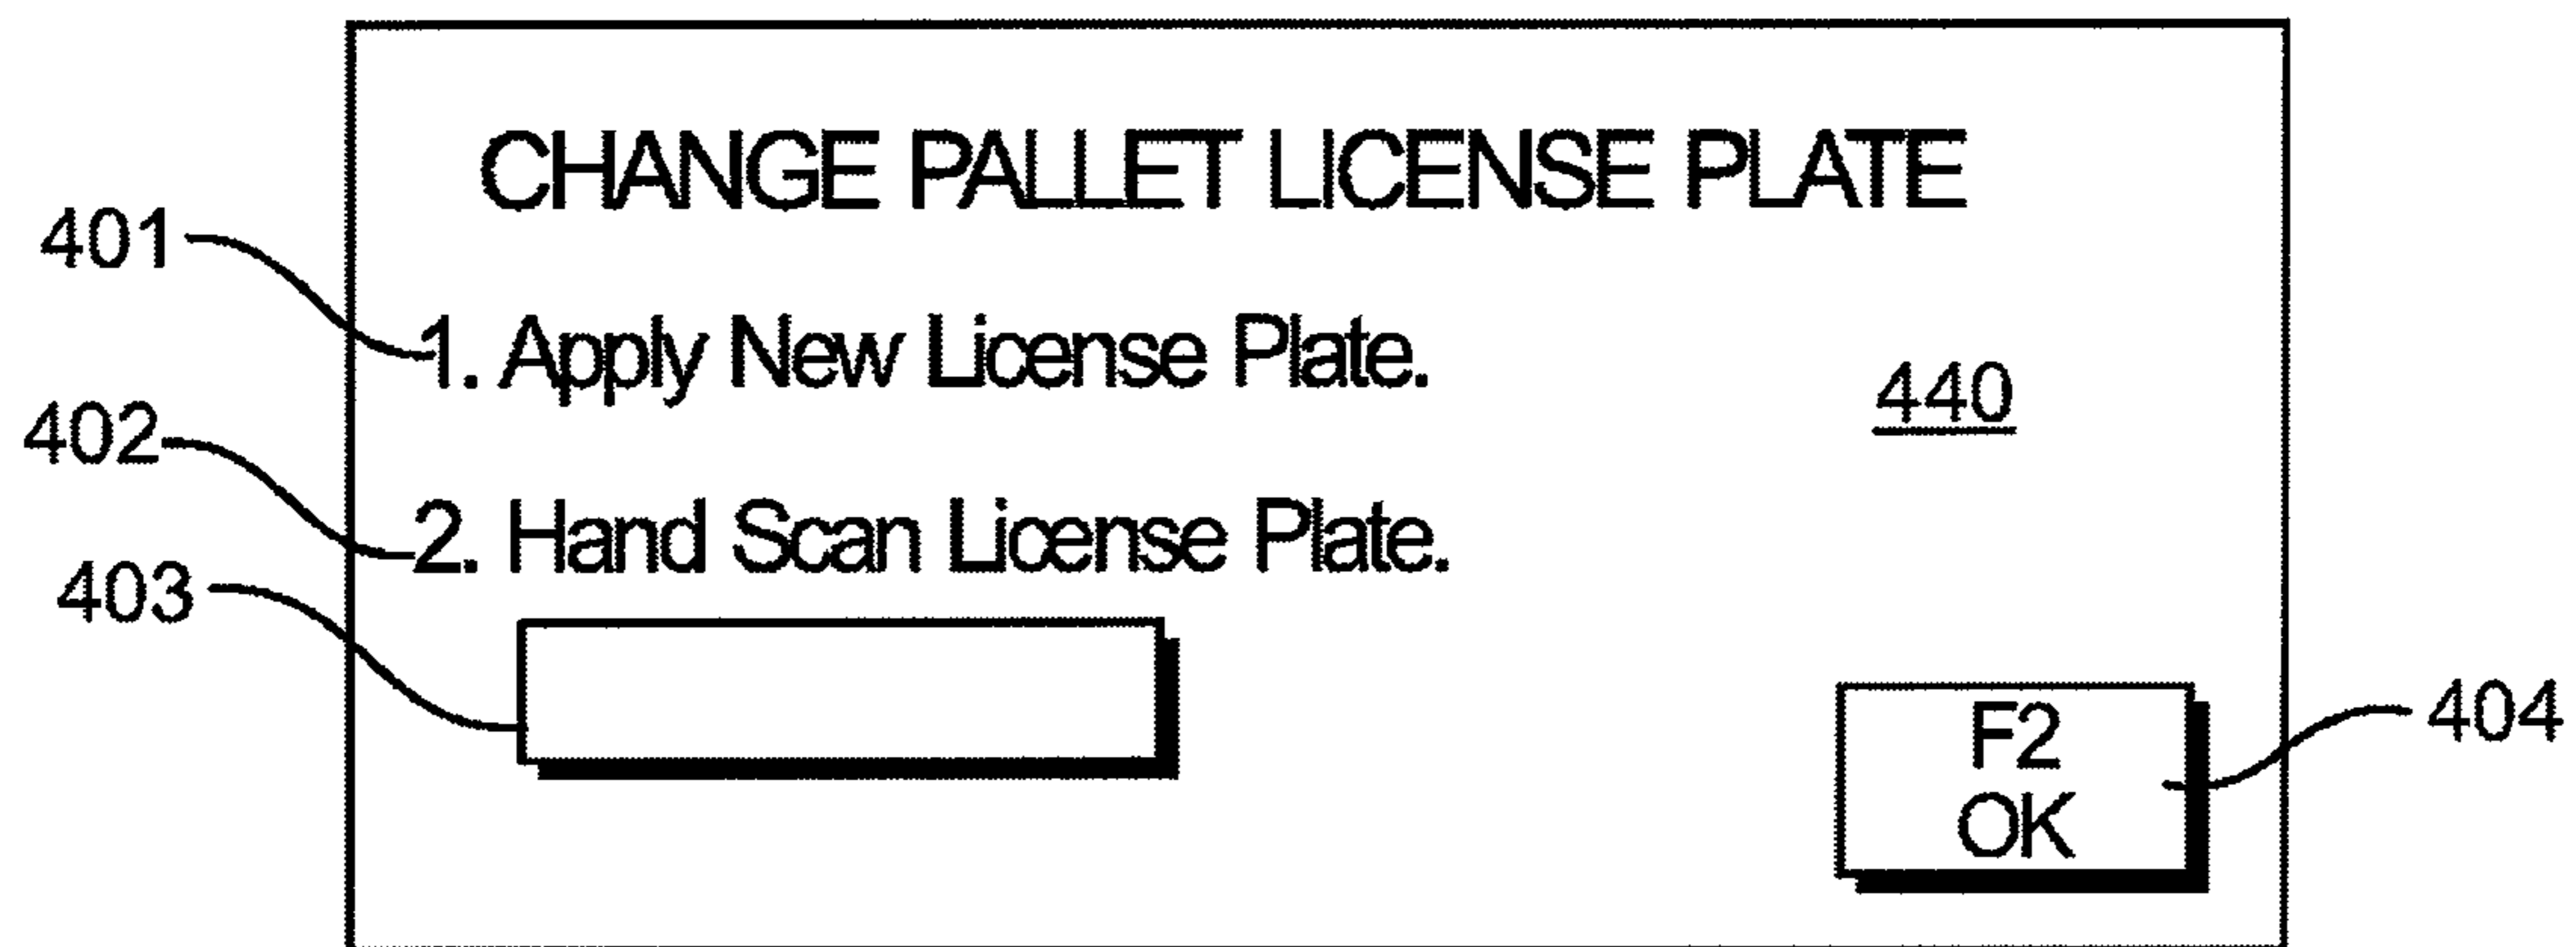 CHANGE PALLET LICENSE PLATE
401
1. Apply New License Plate.
440
402
2. Hand Scan License Plate.
403
F2
OK
404